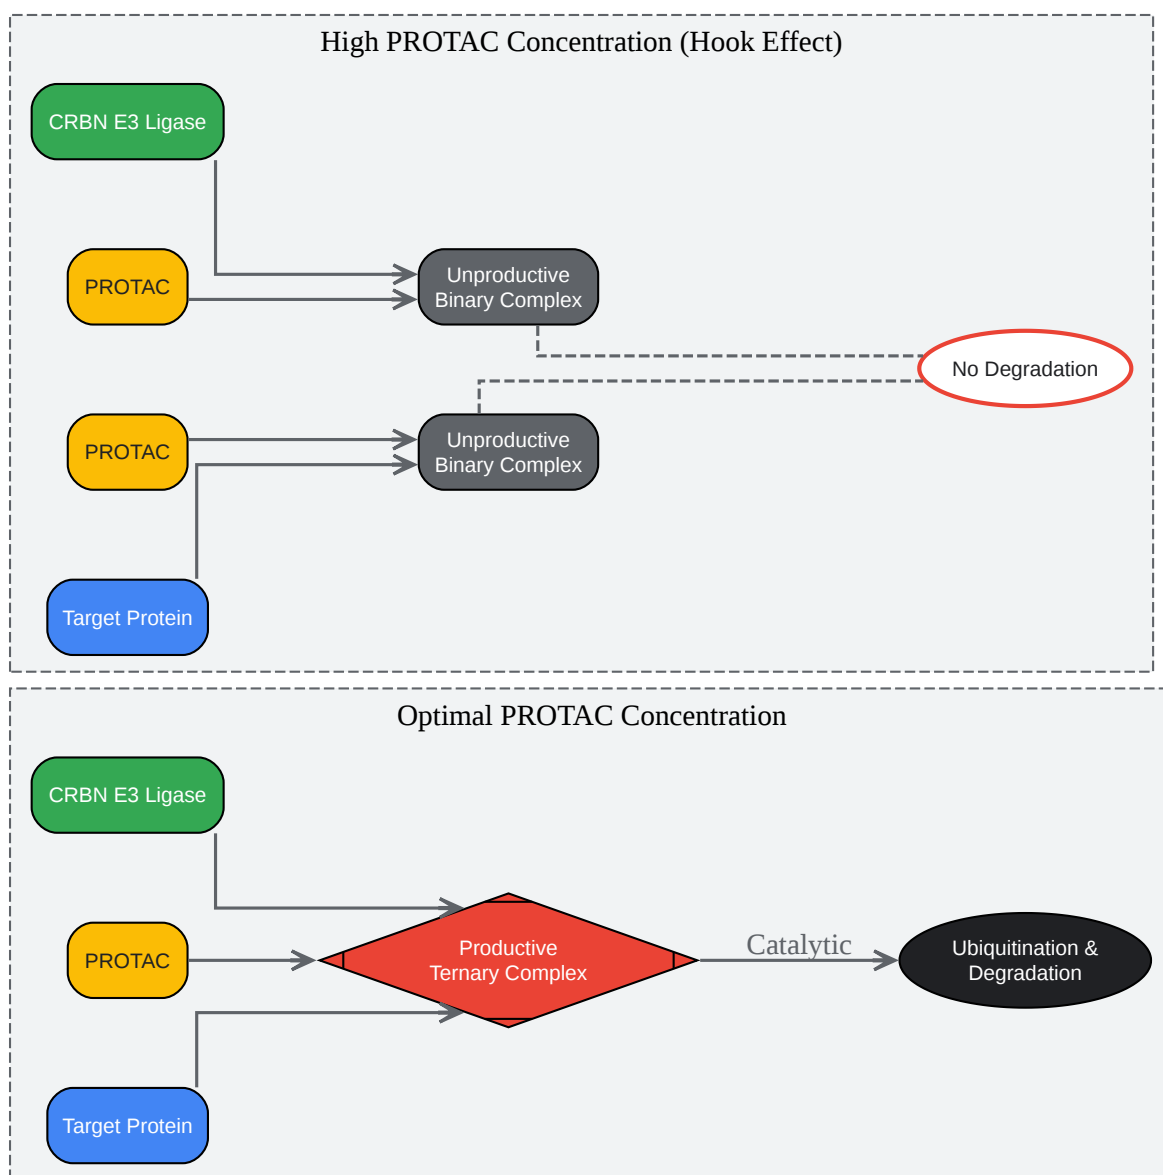 High PROTAC Concentration (Hook Effect)
CRBN E3 Ligase
PROTAC
Unproductive
Binary Complex
No Degradation
PROTAC
Unproductive
Binary Complex
Target Protein
Optimal PROTAC Concentration
CRBN E3 Ligase
PROTAC
Productive
Ternary Complex
Catalytic
Ubiquitination &
Degradation
Target Protein